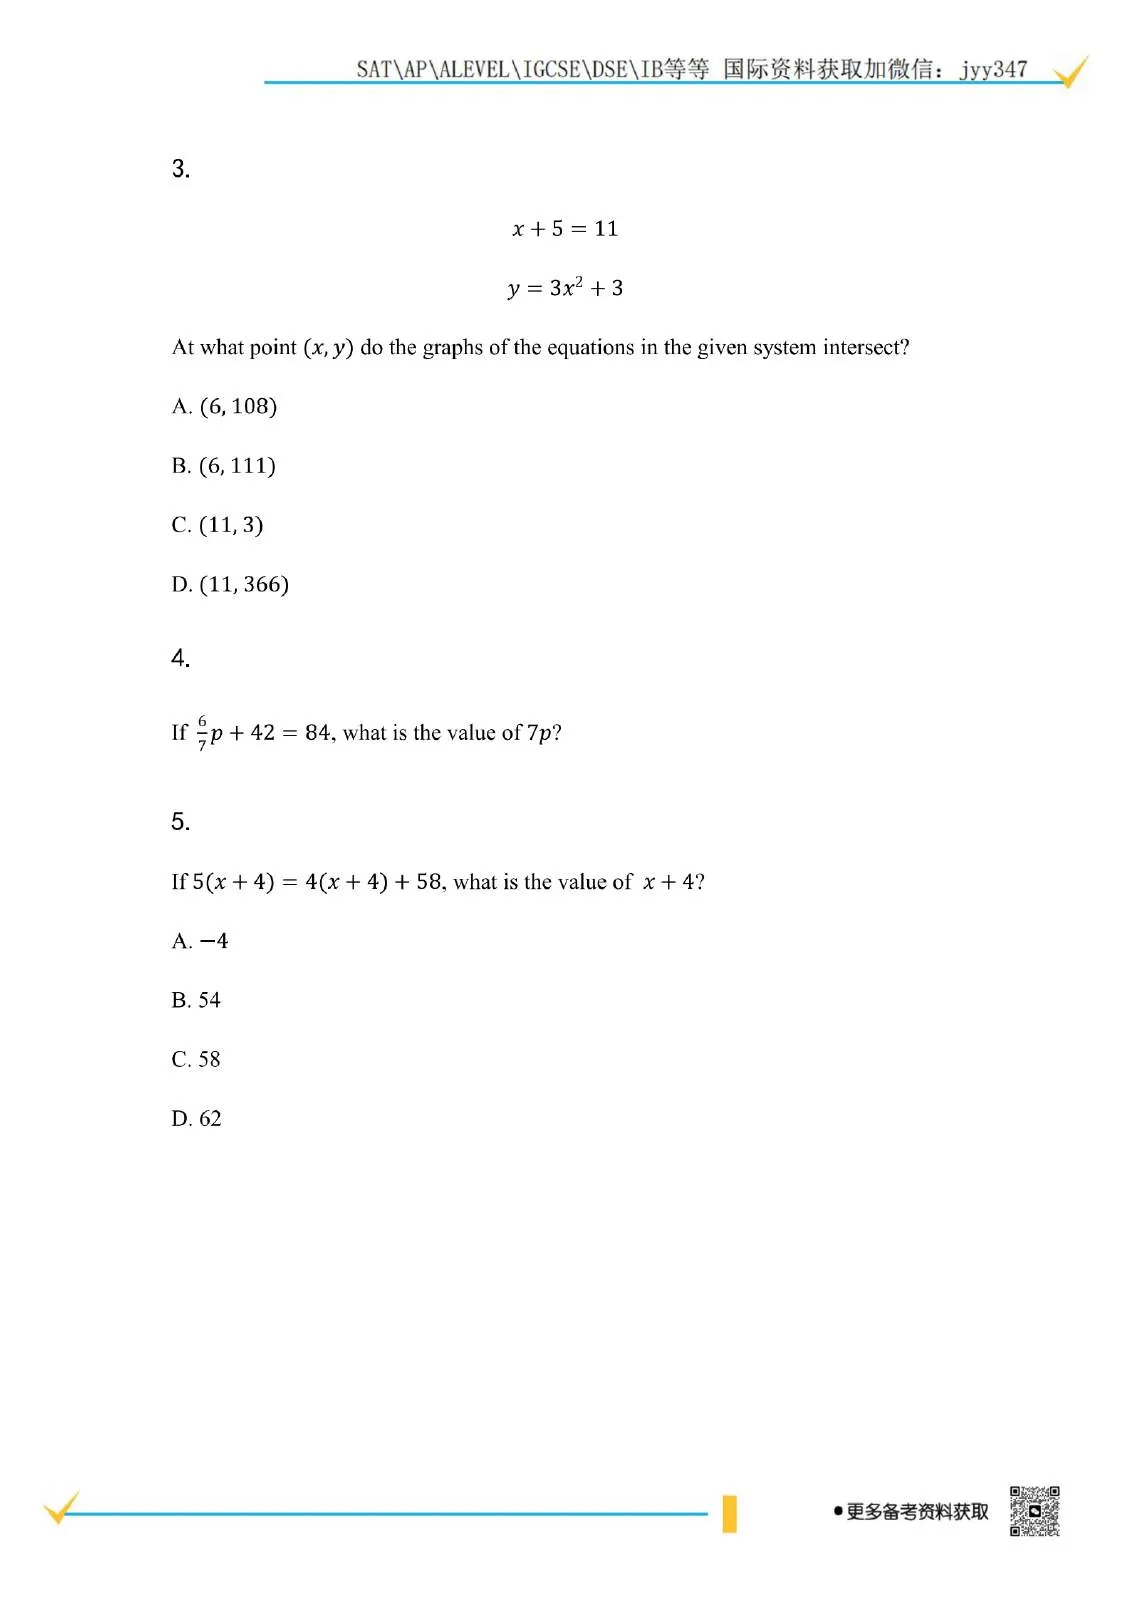 SAT\AP\ALEVEL\IGCSE\DSE\IB等等 国际资料获取加微信: jyy347
3.
x + 5 = 11
y = 3x² + 3
At what point (x, y) do the graphs of the equations in the given system intersect?
A. (6, 108)
B. (6, 111)
C. (11, 3)
D. (11, 366)
4.
If 6/7 p + 42 = 84, what is the value of 7p?
5.
If 5(x + 4) = 4(x + 4) + 58, what is the value of x + 4?
A. −4
B. 54
C. 58
D. 62
•更多备考资料获取